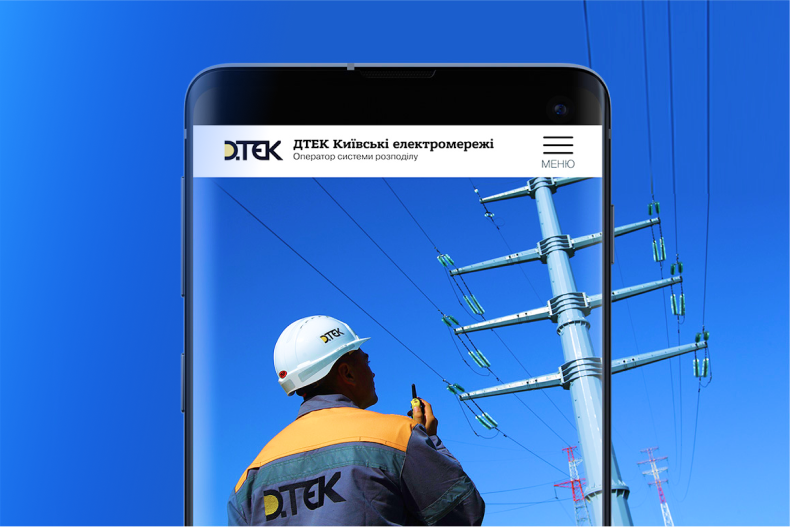 ДТЕК
ДТЕК Київські електромережі
Оператор системи розподілу
МЕНЮ
ДТЕК
ДТЕК